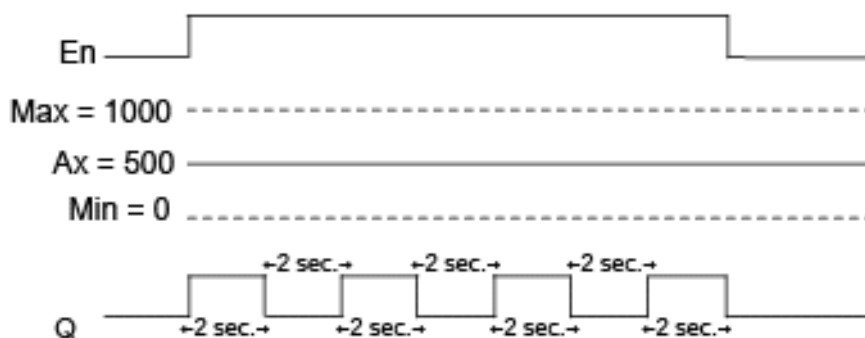 En
Max = 1000
Ax = 500
Min = 0
←2 sec.→ ←2 sec.→ ←2 sec.→
Q
←2 sec.→ ←2 sec.→ ←2 sec.→ ←2 sec.→